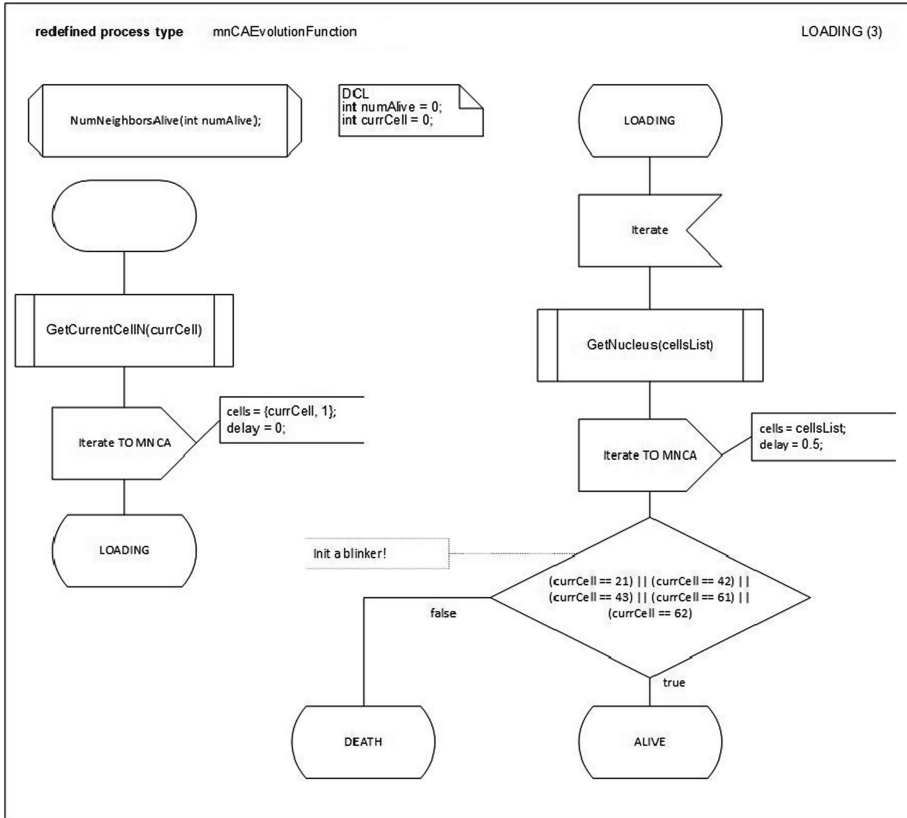 redefined process type mnCAEvolutionFunction LOADING (3)
NumNeighborsAlive(int numAlive);
DCL
int numAlive = 0;
int currCell = 0;
GetCurrentCellN(currCell)
Iterate TO MNCA
cells = {currCell, 1};
delay = 0;
LOADING
LOADING
Iterate
GetNucleus(cellsList)
Iterate TO MNCA
cells = cellsList;
delay = 0.5;
Init a blinker!
(currCell == 21) || (currCell == 42) ||
(currCell == 43) || (currCell == 61) ||
(currCell == 62)
false
true
DEATH
ALIVE